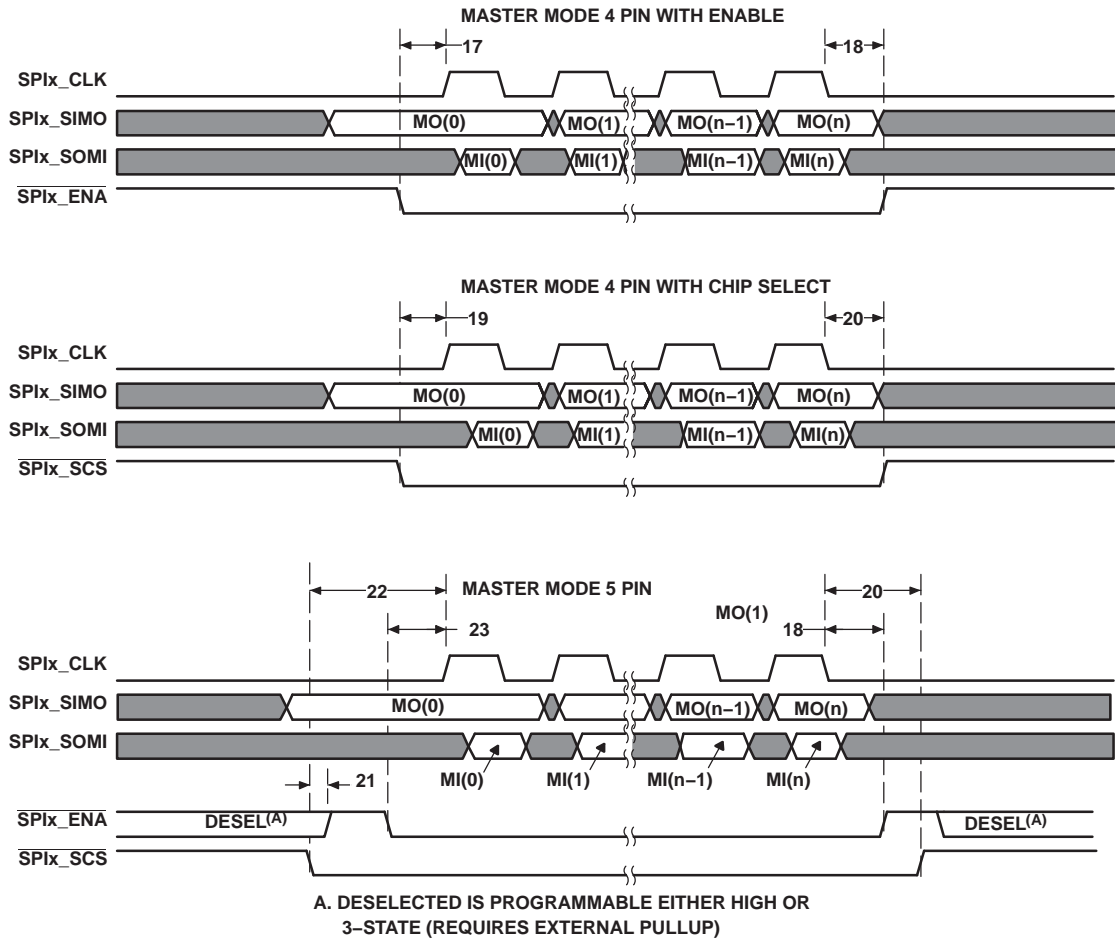 MASTER MODE 4 PIN WITH ENABLE
17
18
SPIx_CLK
SPIx_SIMO
MO(0)
MO(1)
MO(n−1)
MO(n)
SPIx_SOMI
MI(0)
MI(1)
MI(n−1)
MI(n)
SPIx_ENA
MASTER MODE 4 PIN WITH CHIP SELECT
19
20
SPIx_CLK
SPIx_SIMO
MO(0)
MO(1)
MO(n−1)
MO(n)
SPIx_SOMI
MI(0)
MI(1)
MI(n−1)
MI(n)
SPIx_SCS
22
MASTER MODE 5 PIN
20
MO(1)
23
18
SPIx_CLK
SPIx_SIMO
MO(0)
MO(n−1)
MO(n)
SPIx_SOMI
MI(0)
MI(1)
MI(n−1)
MI(n)
21
SPIx_ENA
DESEL(A)
DESEL(A)
SPIx_SCS
A. DESELECTED IS PROGRAMMABLE EITHER HIGH OR
3−STATE (REQUIRES EXTERNAL PULLUP)